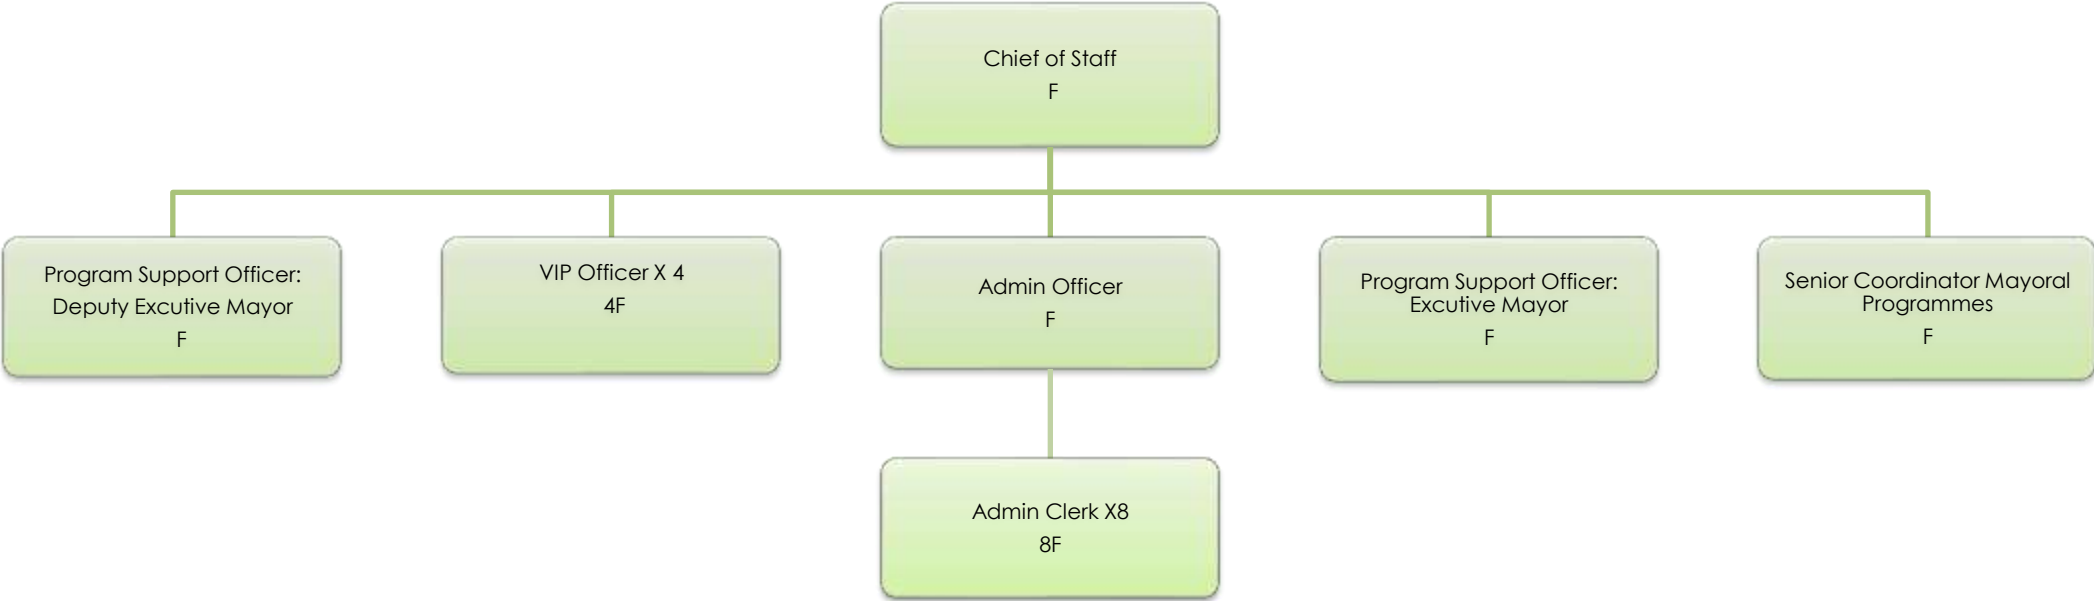 Chief of Staff
F
Program Support Officer:
Deputy Excutive Mayor
F
VIP Officer X 4
4F
Admin Officer
F
Program Support Officer:
Excutive Mayor
F
Senior Coordinator Mayoral
Programmes
F
Admin Clerk X8
8F